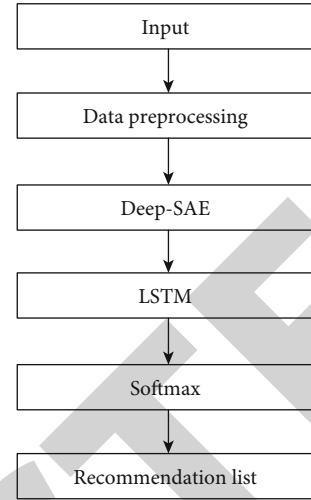 Input
Data preprocessing
Deep-SAE
LSTM
Softmax
Recommendation list